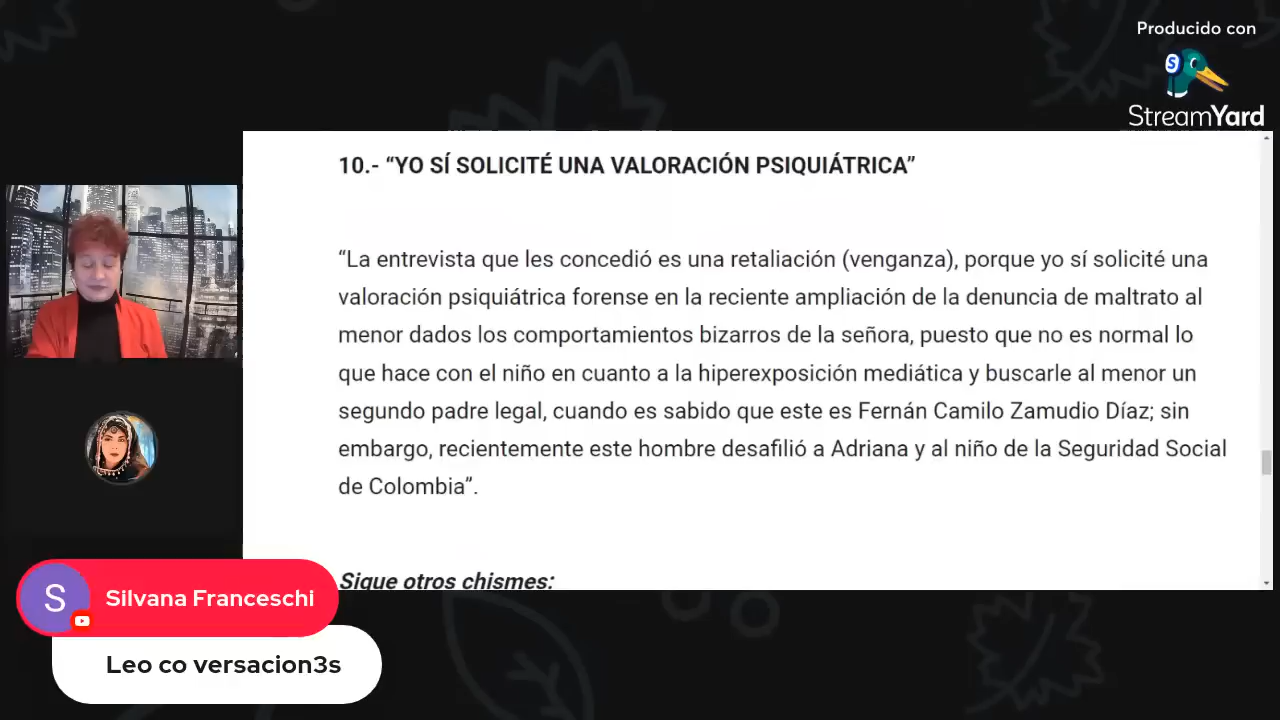 Producido con
StreamYard
10.- “YO SÍ SOLICITÉ UNA VALORACIÓN PSIQUIÁTRICA”
“La entrevista que les concedió es una retaliación (venganza), porque yo sí solicité una
valoración psiquiátrica forense en la reciente ampliación de la denuncia de maltrato al
menor dados los comportamientos bizarros de la señora, puesto que no es normal lo
que hace con el niño en cuanto a la hiperexposición mediática y buscarle al menor un
segundo padre legal, cuando es sabido que este es Fernán Camilo Zamudio Díaz; sin
embargo, recientemente este hombre desafilió a Adriana y al niño de la Seguridad Social
de Colombia”.
Sigue otros chismes:
S
Silvana Franceschi
Leo co versacion3s